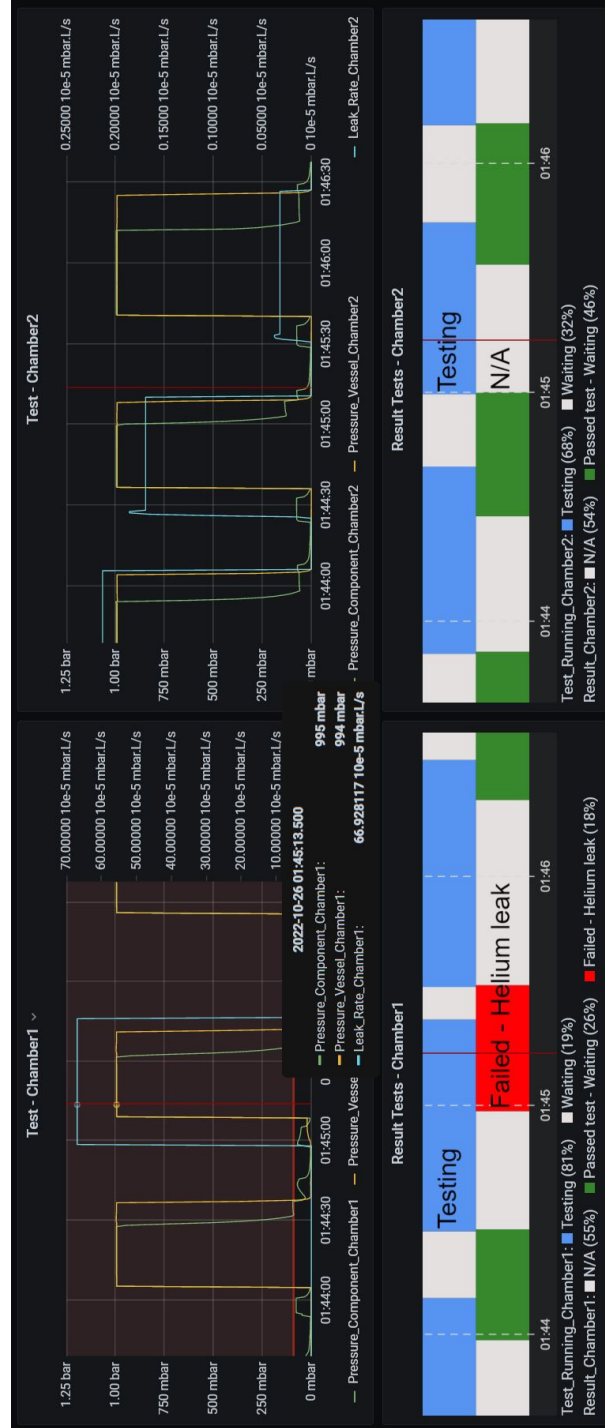 Test - Chamber1
1.25 bar
1.00 bar
750 mbar
500 mbar
250 mbar
0 mbar
70.00000 10e-5 mbar.L/s
60.00000 10e-5 mbar.L/s
50.00000 10e-5 mbar.L/s
40.00000 10e-5 mbar.L/s
30.00000 10e-5 mbar.L/s
20.00000 10e-5 mbar.L/s
10.00000 10e-5 mbar.L/s
01:44:00
01:44:30
01:45:00
0
Pressure_Component_Chamber1
Pressure_Vesse
2022-10-26 01:45:13.500
Pressure_Component_Chamber1: 995 mbar
Pressure_Vessel_Chamber1: 994 mbar
Leak_Rate_Chamber1: 66.928117 10e-5 mbar.L/s
Test - Chamber2
1.25 bar
1.00 bar
750 mbar
500 mbar
250 mbar
0.25000 10e-5 mbar.L/s
0.20000 10e-5 mbar.L/s
0.15000 10e-5 mbar.L/s
0.10000 10e-5 mbar.L/s
0.05000 10e-5 mbar.L/s
0 10e-5 mbar.L/s
01:44:00
01:44:30
01:45:00
01:45:30
01:46:00
01:46:30
Pressure_Component_Chamber2
Pressure_Vessel_Chamber2
Leak_Rate_Chamber2
Result Tests - Chamber1
Testing
Failed - Helium leak
01:44
01:45
01:46
Test_Running_Chamber1: Testing (81%) Waiting (19%)
Result_Chamber1: N/A (55%) Passed test - Waiting (26%) Failed - Helium leak (18%)
Result Tests - Chamber2
Testing
N/A
01:44
01:45
01:46
Test_Running_Chamber2: Testing (68%) Waiting (32%)
Result_Chamber2: N/A (54%) Passed test - Waiting (46%)